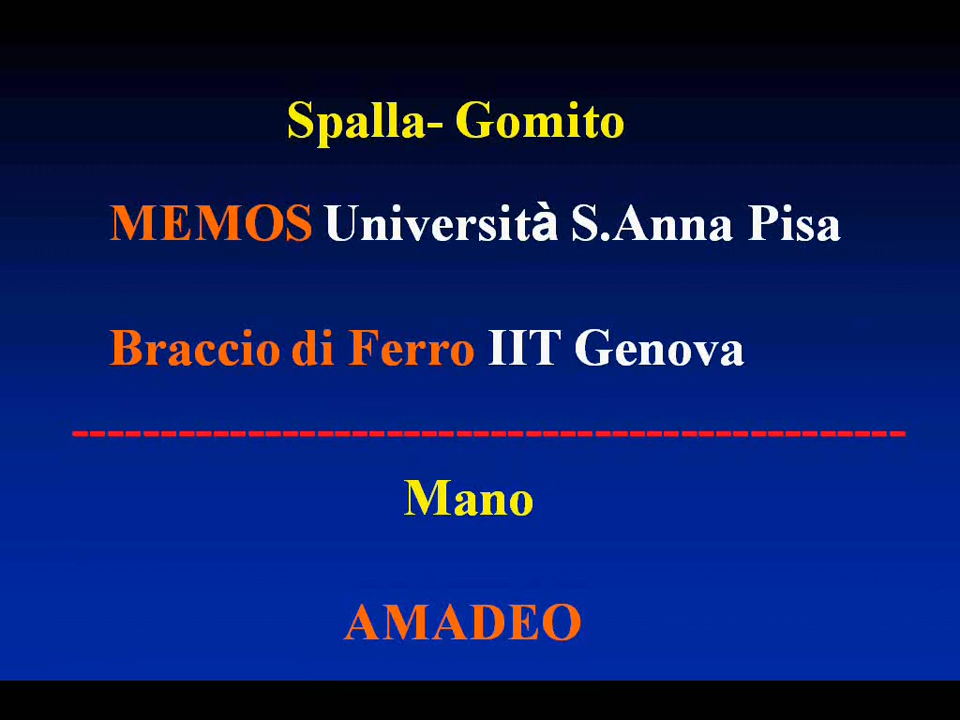 Spalla- Gomito
MEMOS Università S.Anna Pisa
Braccio di Ferro IIT Genova
------------------------------------------------
Mano
AMADEO